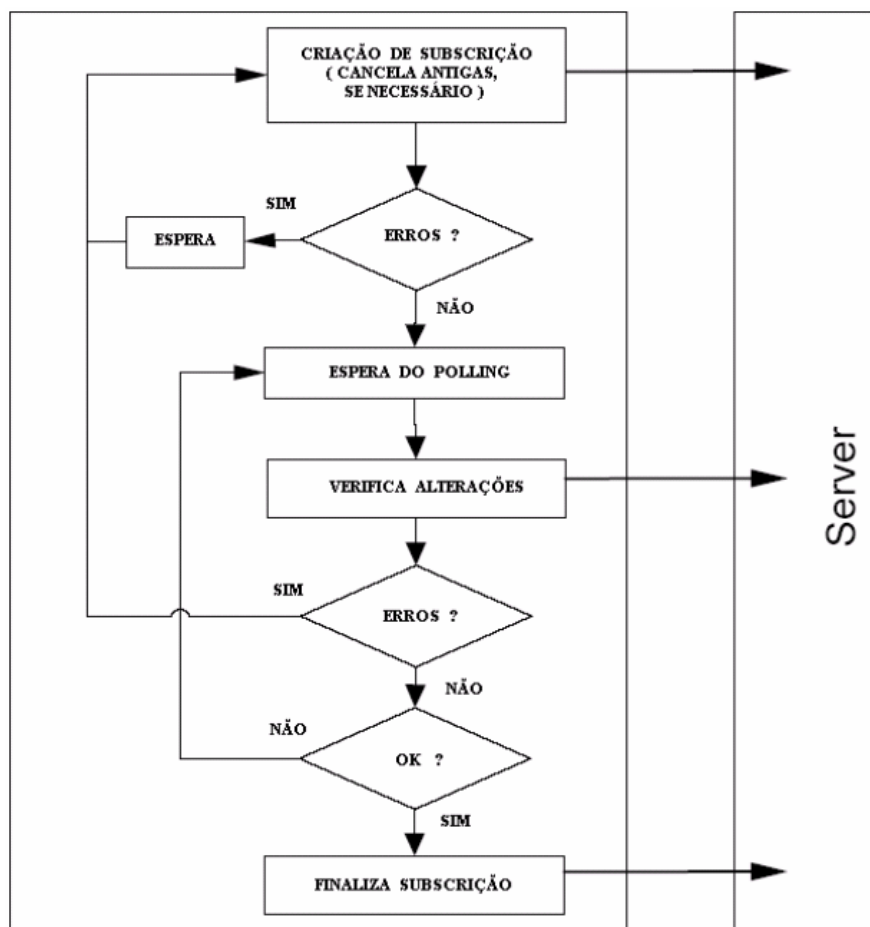 CRIAÇÃO DE SUBSCRIÇÃO
( CANCELA ANTIGAS,
SE NECESSÁRIO )
SIM
ERROS ?
ESPERA
NÃO
ESPERA DO POLLING
VERIFICA ALTERAÇÕES
SIM
ERROS ?
NÃO
NÃO
OK ?
SIM
FINALIZA SUBSCRIÇÃO
Server